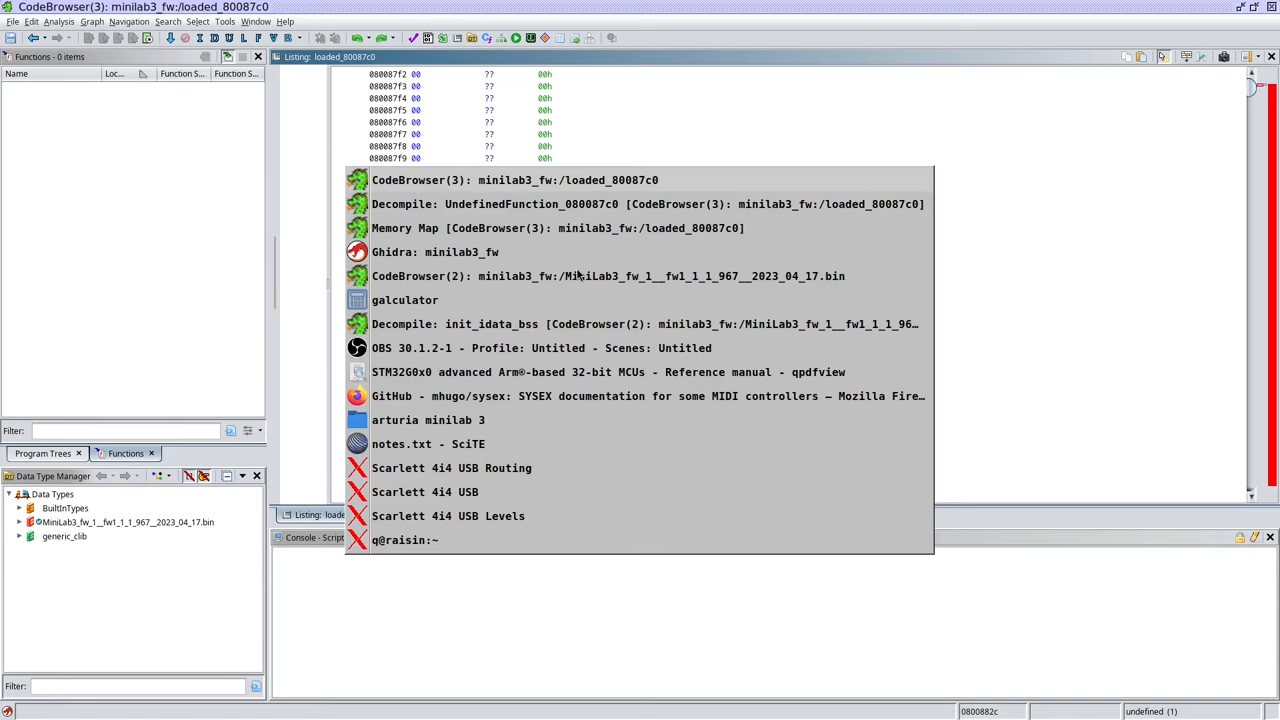 CodeBrowser(3): minilab3_fw:/loaded_80087c0
File Edit Analysis Graph Navigation Search Select Tools Window Help
I D U L F V B
Functions - 0 items
Name Loc... Function S... Function S...
Filter:
Program Trees Functions
Data Type Manager
Data Types
BuiltInTypes
MiniLab3_fw_1__fw1_1_1_967__2023_04_17.bin
generic_clib
Filter:
Listing: loaded_80087c0
080087f2 00 ?? 00h
080087f3 00 ?? 00h
080087f4 00 ?? 00h
080087f5 00 ?? 00h
080087f6 00 ?? 00h
080087f7 00 ?? 00h
080087f8 00 ?? 00h
080087f9 00 ?? 00h
CodeBrowser(3): minilab3_fw:/loaded_80087c0
Decompile: UndefinedFunction_080087c0 [CodeBrowser(3): minilab3_fw:/loaded_80087c0]
Memory Map [CodeBrowser(3): minilab3_fw:/loaded_80087c0]
Ghidra: minilab3_fw
CodeBrowser(2): minilab3_fw:/MiniLab3_fw_1__fw1_1_1_967__2023_04_17.bin
galculator
Decompile: init_idata_bss [CodeBrowser(2): minilab3_fw:/MiniLab3_fw_1__fw1_1_1_96…
OBS 30.1.2-1 - Profile: Untitled - Scenes: Untitled
STM32G0x0 advanced Arm®-based 32-bit MCUs - Reference manual - qpdfview
GitHub - mhugo/sysex: SYSEX documentation for some MIDI controllers — Mozilla Fire…
arturia minilab 3
notes.txt - SciTE
Scarlett 4i4 USB Routing
Scarlett 4i4 USB
Scarlett 4i4 USB Levels
q@raisin:~
Listing: loade
Console - Script
0800882c undefined (1)